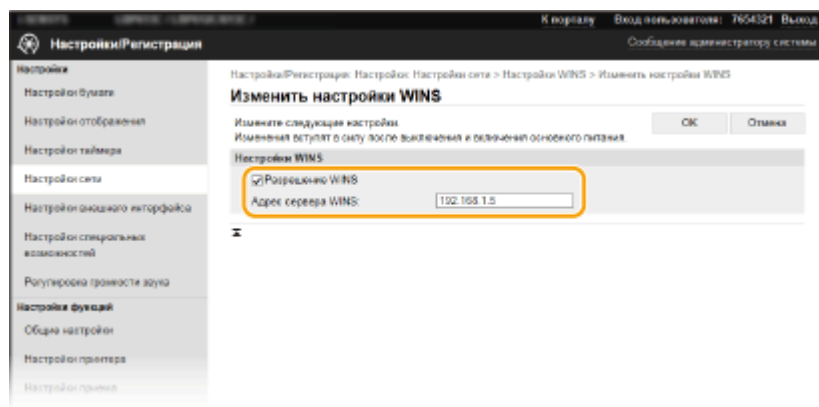 К порталу Вход пользователя: 7654321 Выход
Настройки/Регистрация
Сообщение администратору системы
Настройки
Настройки бумаги
Настройки отображения
Настройки таймера
Настройки сети
Настройки внешнего интерфейса
Настройки специальных
возможностей
Регулировка громкости звука
Настройки функций
Общие настройки
Настройки принтера
Настройки приема
Настройка/Регистрация: Настройки: Настройки сети > Настройки WINS > Изменить настройки WINS
Изменить настройки WINS
Измените следующие настройки.
Изменения вступят в силу после выключения и включения основного питания.
OK Отмена
Настройки WINS
Разрешение WINS
Адрес сервера WINS: 192.168.1.5